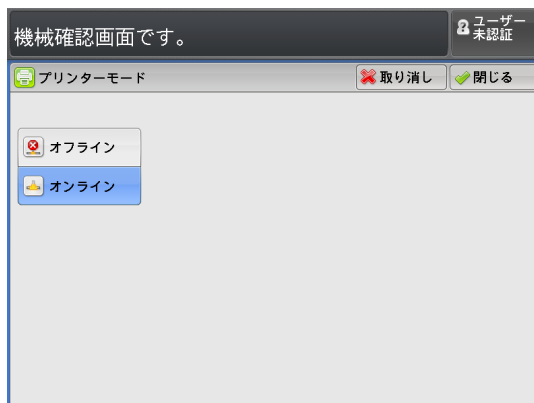 機械確認画面です。
ユーザー
未認証
プリンターモード
取り消し
閉じる
オフライン
オンライン